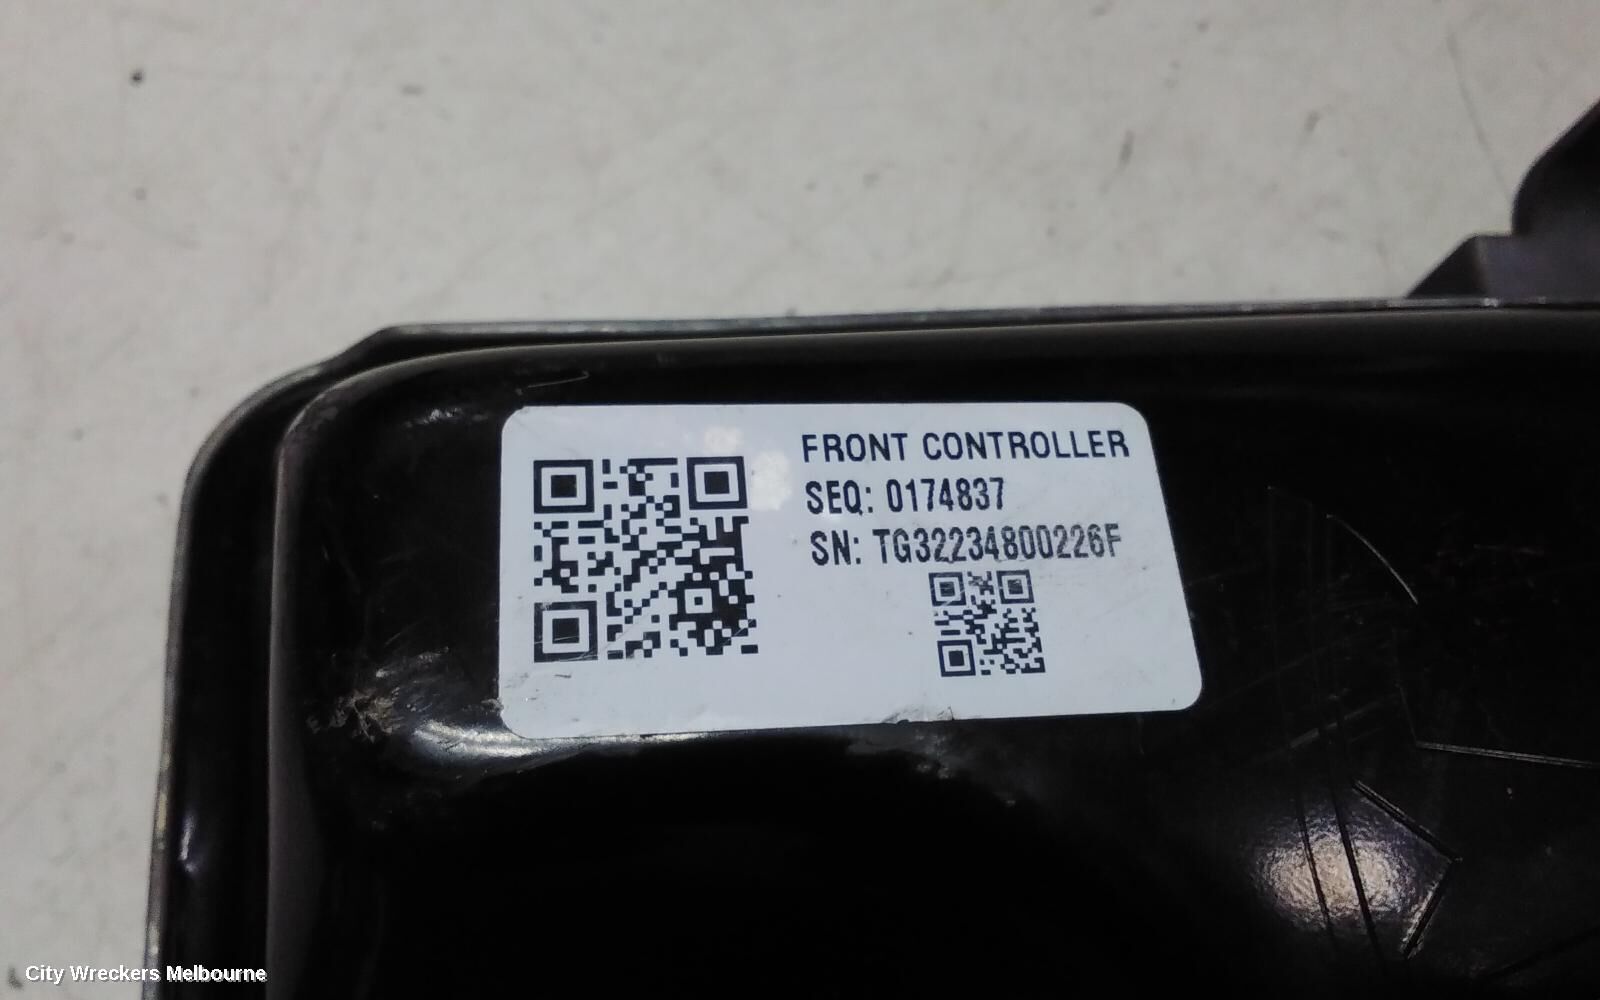 FRONT CONTROLLER
SEQ: 0174837
SN: TG32234800226F
City Wreckers Melbourne